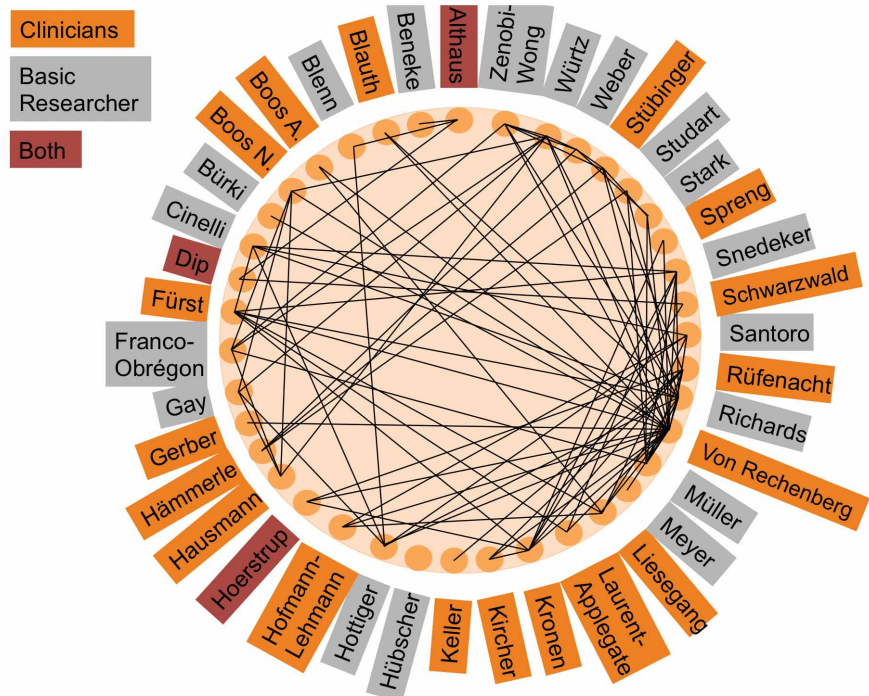 Clinicians
Basic
Researcher
Both
Althaus
Zenobi-
Wong
Würtz
Weber
Stübinger
Studart
Stark
Spreng
Snedeker
Schwarzwald
Santoro
Rüfenacht
Richards
Von Rechenberg
Müller
Meyer
Liesegang
Laurent-
Applegate
Kronen
Kircher
Keller
Hübscher
Hottiger
Hofmann-
Lehmann
Hoerstrup
Hausmann
Hämmerle
Gerber
Gay
Franco-
Obrégon
Fürst
Dip
Cinelli
Bürki
Boos N.
Boos A.
Blenn
Blauth
Beneke